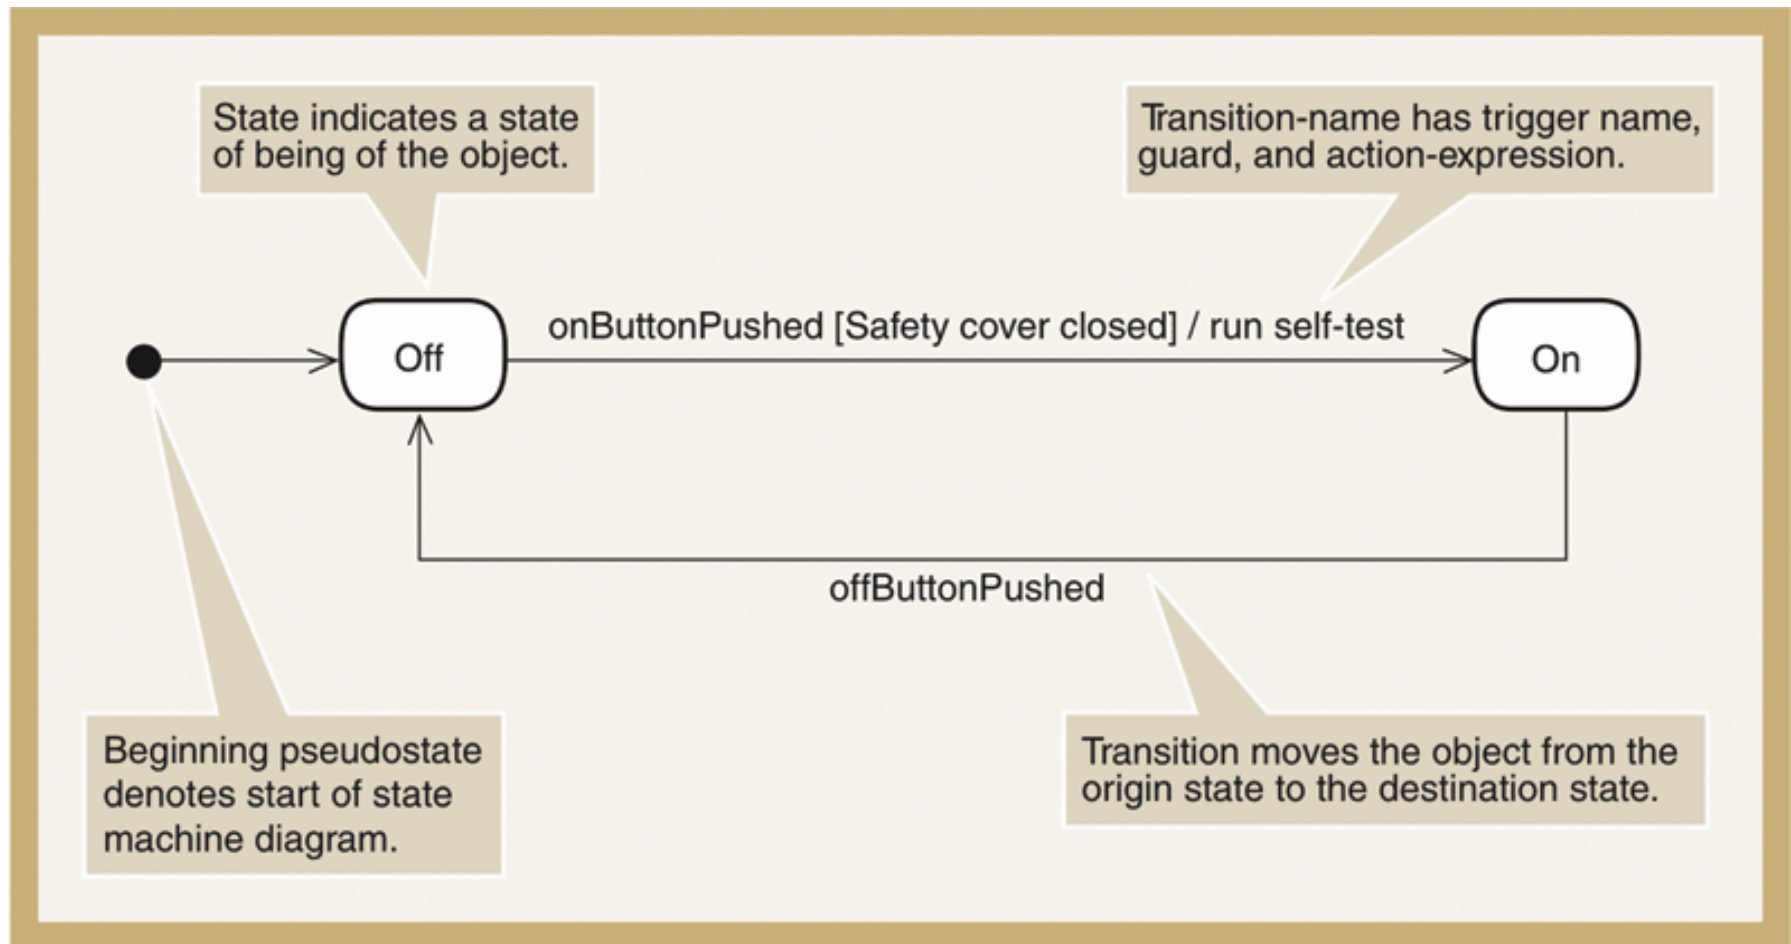 State indicates a state
of being of the object.
Transition-name has trigger name,
guard, and action-expression.
onButtonPushed [Safety cover closed] / run self-test
Off
On
offButtonPushed
Beginning pseudostate
denotes start of state
machine diagram.
Transition moves the object from the
origin state to the destination state.